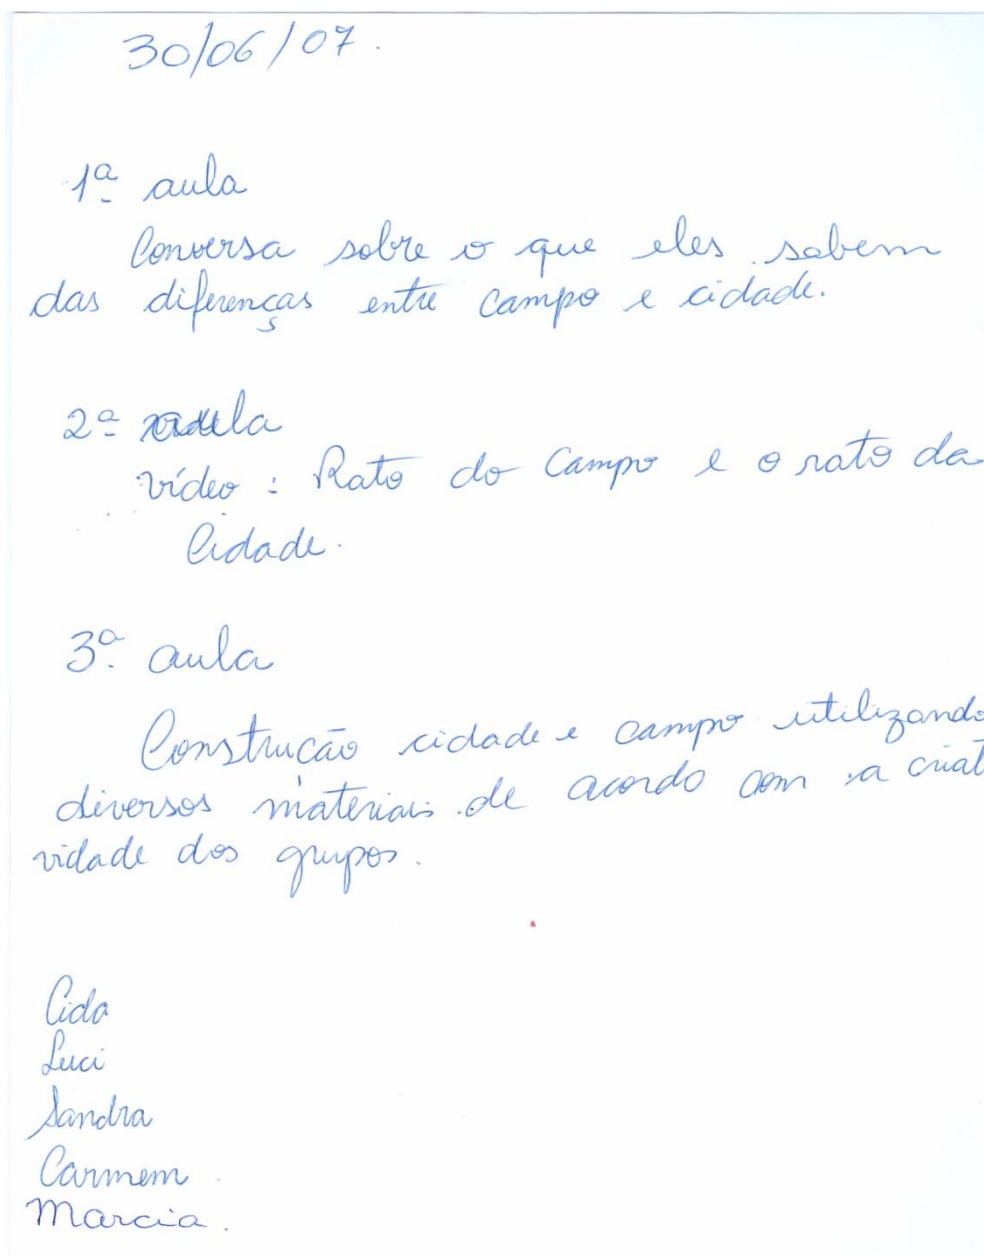 30/06/07.
1ª aula
Conversa sobre o que eles sabem
das diferenças entre campo e cidade.
2ª aula
vídeo: Rato do Campo e o rato da
Cidade.
3ª aula
Construcão cidade e campo utilizando
diversos materiais de acordo com a criati
vidade dos grupos.
Cida
Luci
Sandra
Carmem
Marcia.